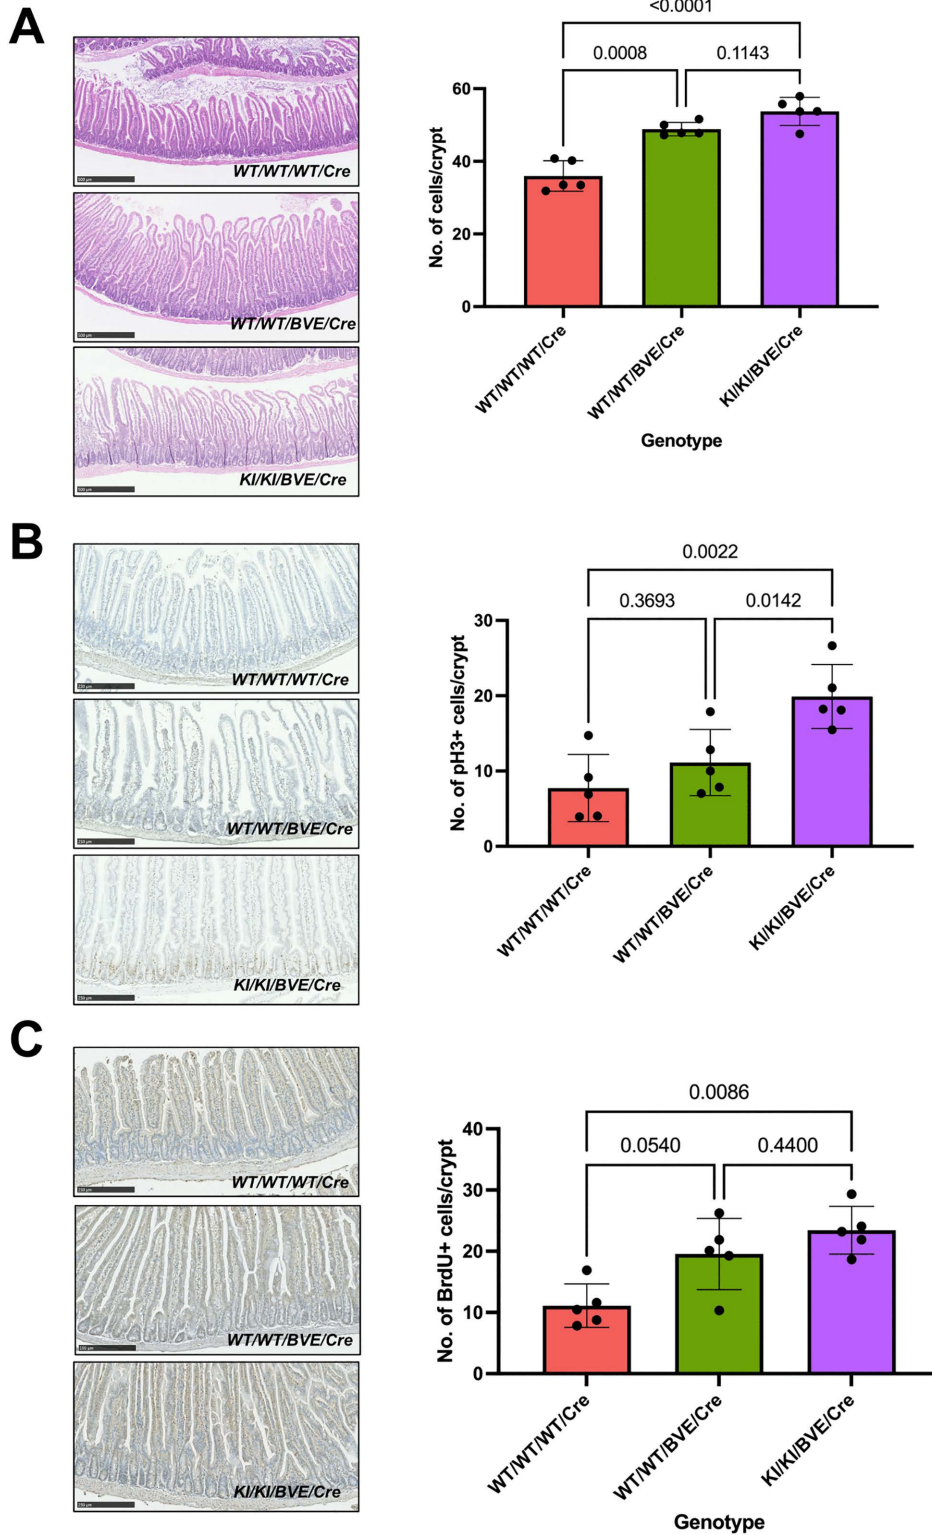 A
WT/WT/WT/Cre
WT/WT/BVE/Cre
KI/KI/BVE/Cre
<0.0001
0.0008
0.1143
No. of cells/crypt
60
40
20
0
WT/WT/WT/Cre
WT/WT/BVE/Cre
KI/KI/BVE/Cre
Genotype
B
WT/WT/WT/Cre
WT/WT/BVE/Cre
KI/KI/BVE/Cre
0.0022
0.3693
0.0142
No. of pH3+ cells/crypt
30
20
10
0
WT/WT/WT/Cre
WT/WT/BVE/Cre
KI/KI/BVE/Cre
C
WT/WT/WT/Cre
WT/WT/BVE/Cre
KI/KI/BVE/Cre
0.0086
0.0540
0.4400
No. of BrdU+ cells/crypt
40
30
20
10
0
WT/WT/WT/Cre
WT/WT/BVE/Cre
KI/KI/BVE/Cre
Genotype